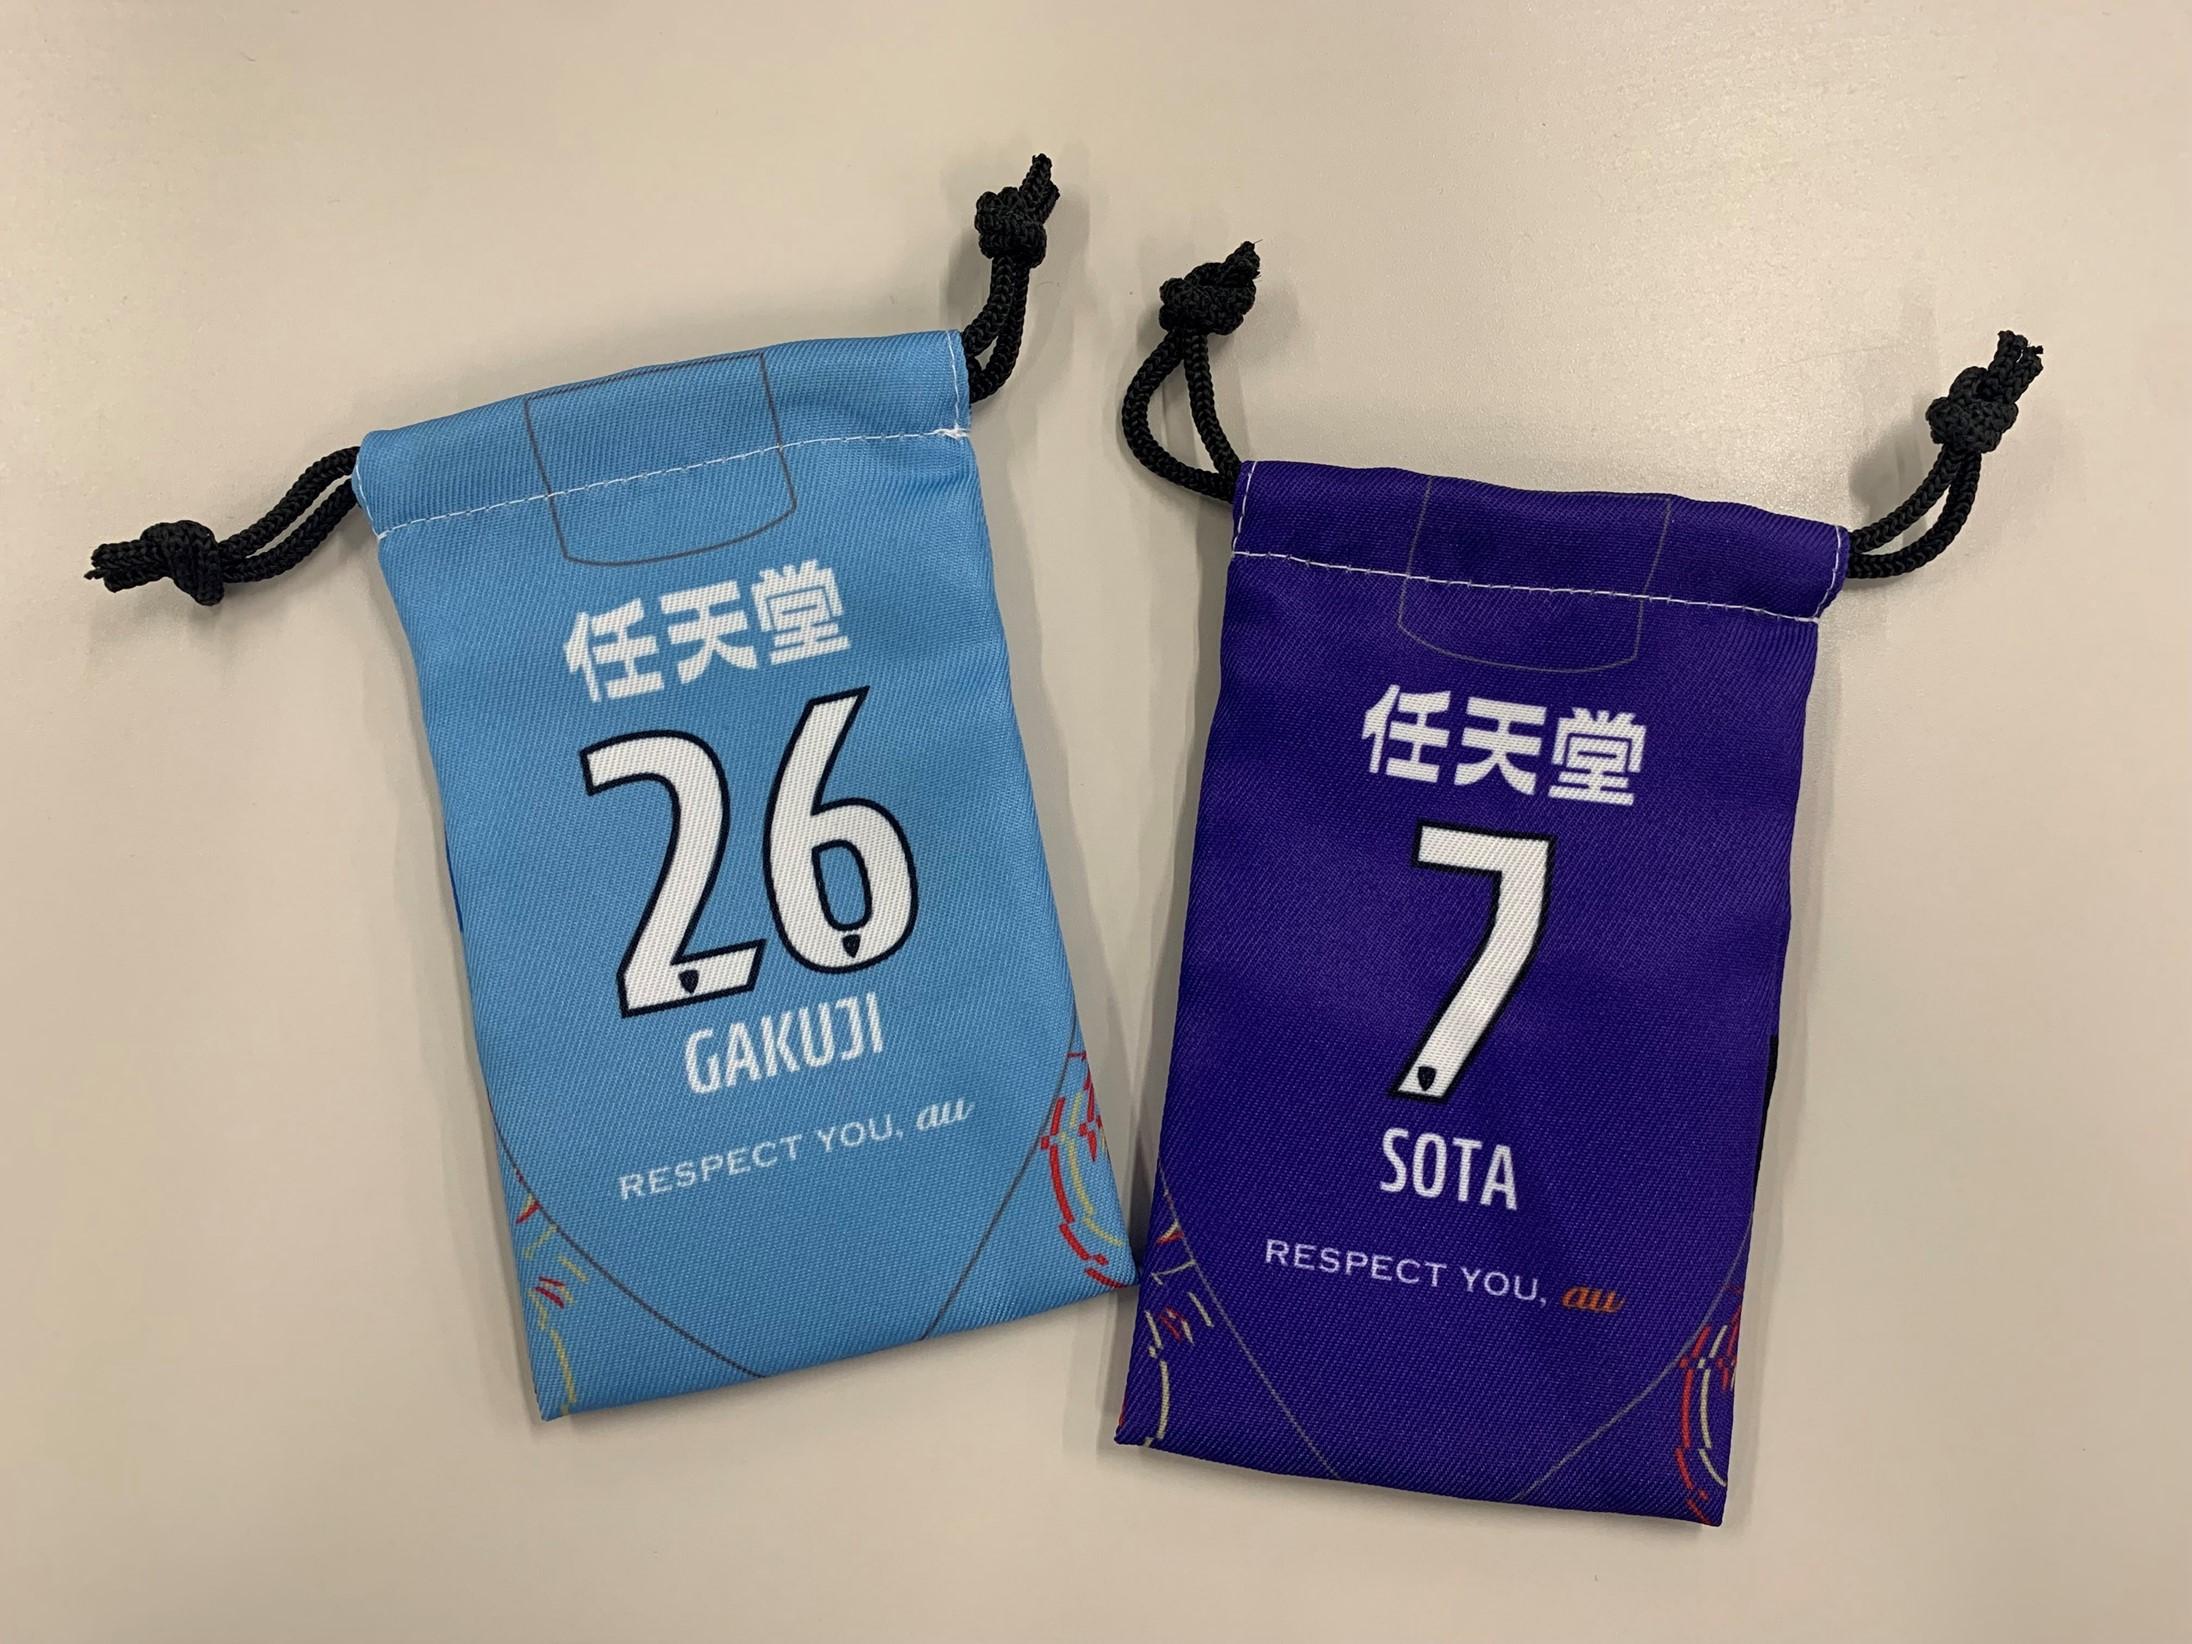 任天堂
26
GAKUJI
RESPECT YOU, au
任天堂
7
SOTA
RESPECT YOU, au